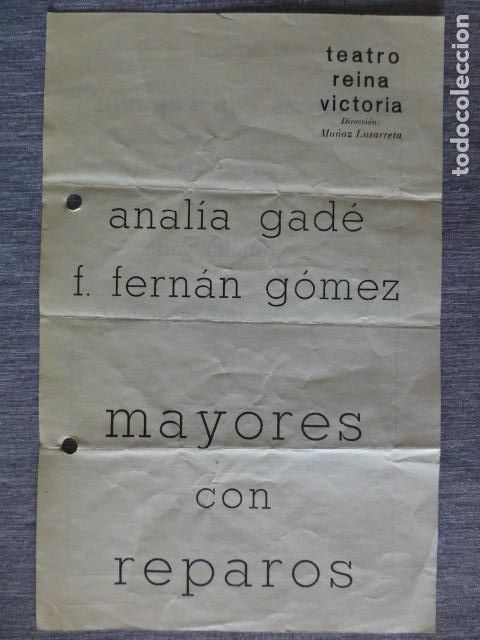 teatro
reina
victoria
Dirección:
Muñoz Lusarreta
analía gadé
f. fernán gómez
mayores
con
reparos
todocoleccion